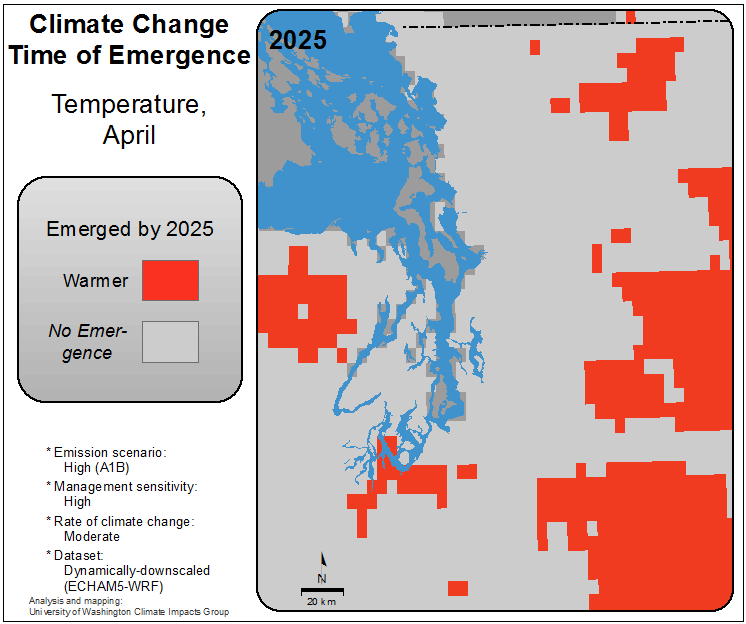 Climate Change
Time of Emergence
Temperature,
April
Emerged by 2025
Warmer
No Emer-
gence
* Emission scenario:
High (A1B)
* Management sensitivity:
High
* Rate of climate change:
Moderate
* Dataset:
Dynamically-downscaled
(ECHAM5-WRF)
Analysis and mapping:
University of Washington Climate Impacts Group
2025
N
20 km